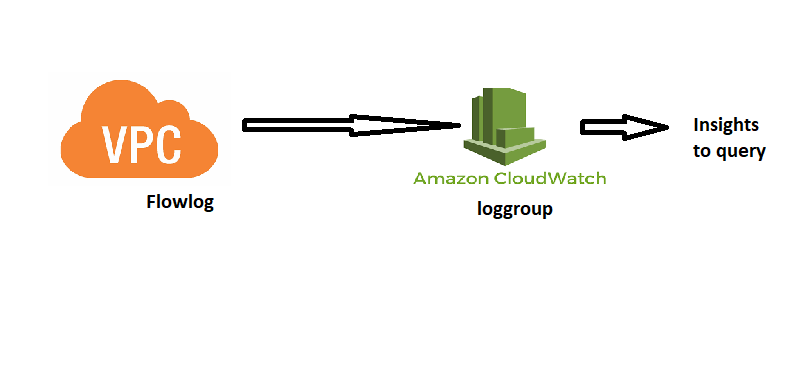 VPC
Flowlog
Amazon CloudWatch
loggroup
Insights
to query